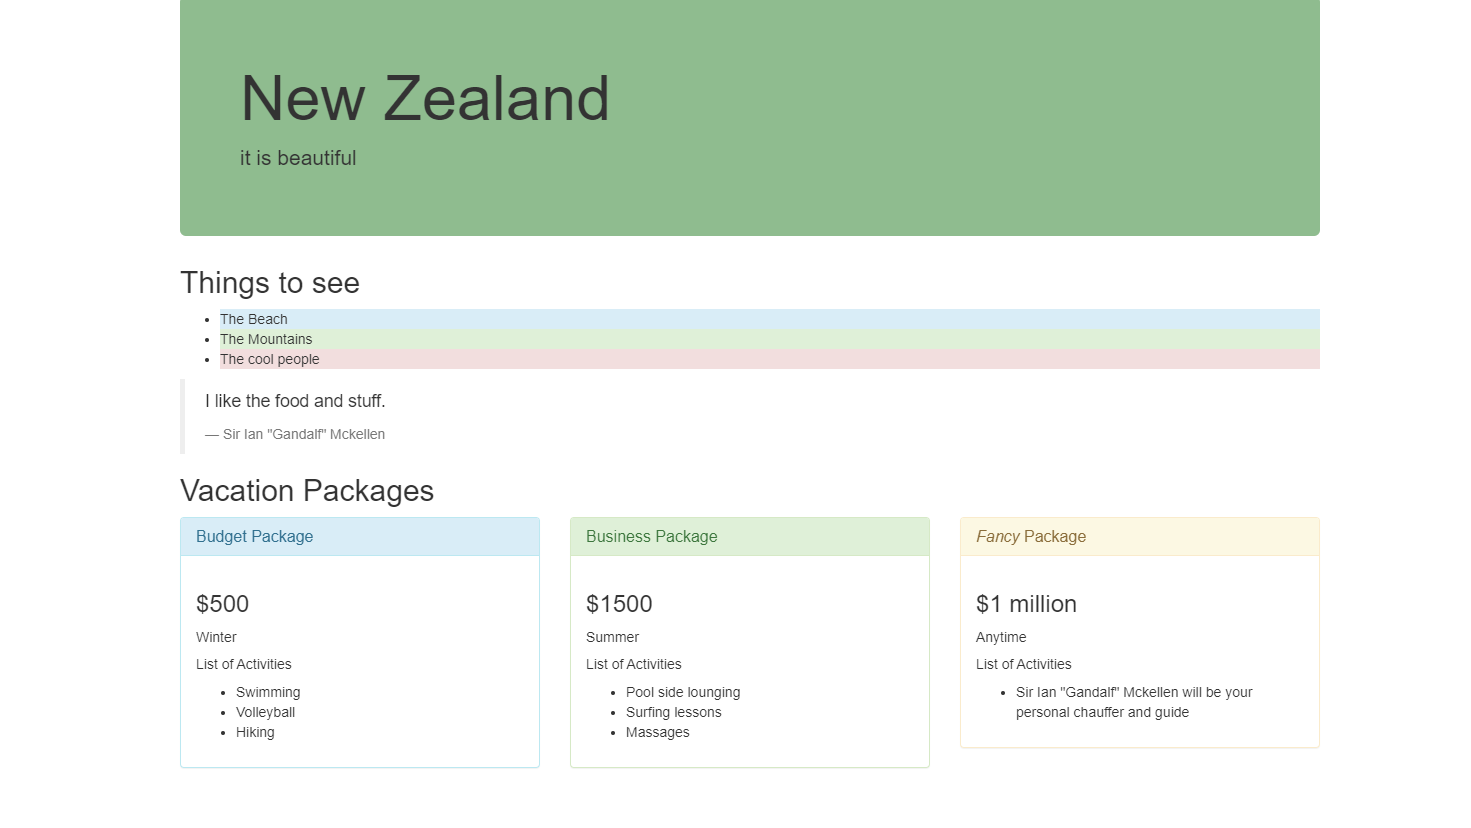 New Zealand
it is beautiful
Things to see
The Beach
The Mountains
The cool people
I like the food and stuff.
— Sir Ian "Gandalf" Mckellen
Vacation Packages
Budget Package
$500
Winter
List of Activities
Swimming
Volleyball
Hiking
Business Package
$1500
Summer
List of Activities
Pool side lounging
Surfing lessons
Massages
Fancy Package
$1 million
Anytime
List of Activities
Sir Ian "Gandalf" Mckellen will be your
personal chauffer and guide